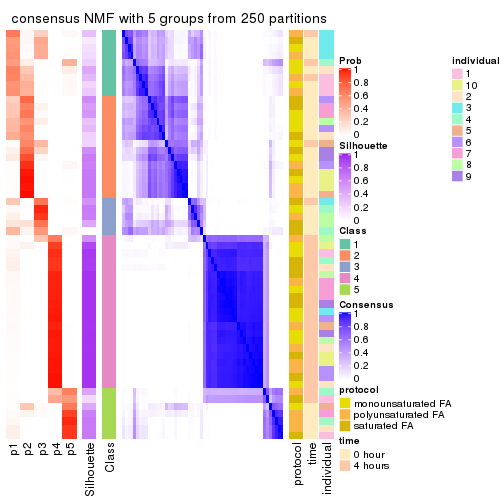 consensus NMF with 5 groups from 250 partitions
Prob
1
0.8
0.6
0.4
0.2
0
Silhouette
1
0.8
0.6
0.4
0.2
0
Class
1
2
3
4
5
Consensus
1
0.8
0.6
0.4
0.2
0
protocol
monounsaturated FA
polyunsaturated FA
saturated FA
time
0 hour
4 hours
individual
1
10
2
3
4
5
6
7
8
9
p1
p2
p3
p4
p5
Silhouette
Class
protocol
time
individual